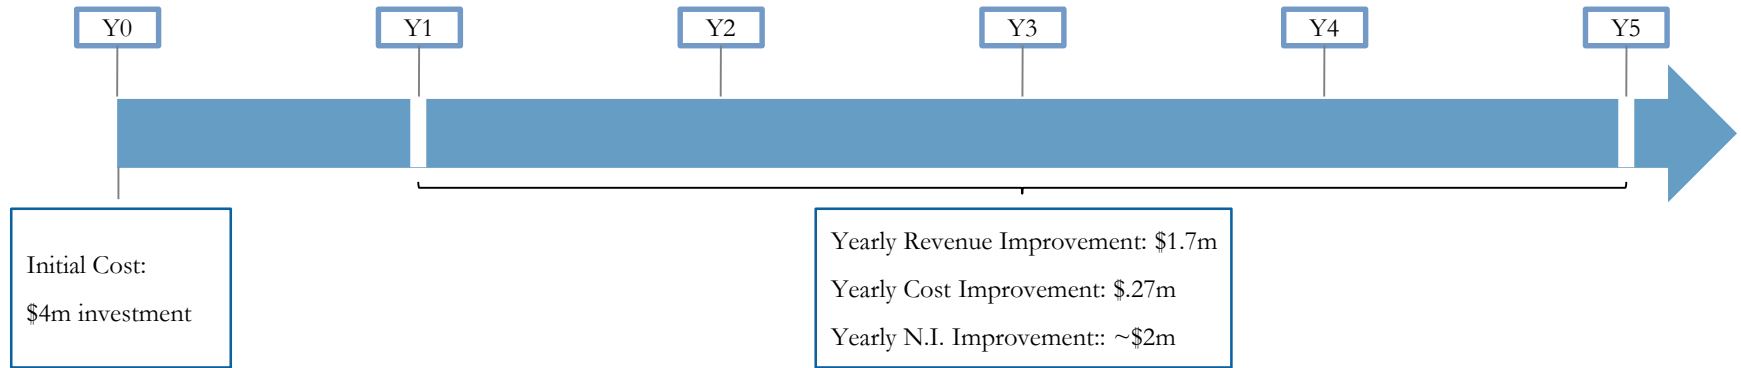 Y0
Y1
Y2
Y3
Y4
Y5
Initial Cost:
$4m investment
Yearly Revenue Improvement: $1.7m
Yearly Cost Improvement: $.27m
Yearly N.I. Improvement:: ~$2m